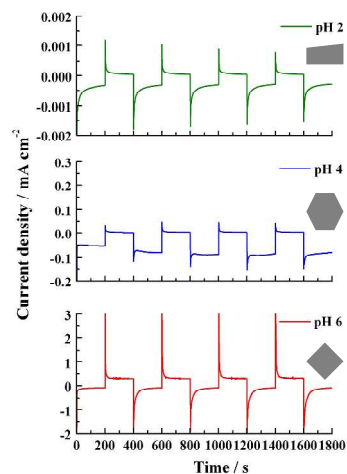 0.002
pH 2
0.001
0.000
-0.001
-0.002
0.3
pH 4
0.2
0.1
0.0
-0.1
-0.2
3
pH 6
2
1
0
-1
-2
0 200 400 600 800 1000 1200 1400 1600 1800
Time / s
Current density / mA cm-2